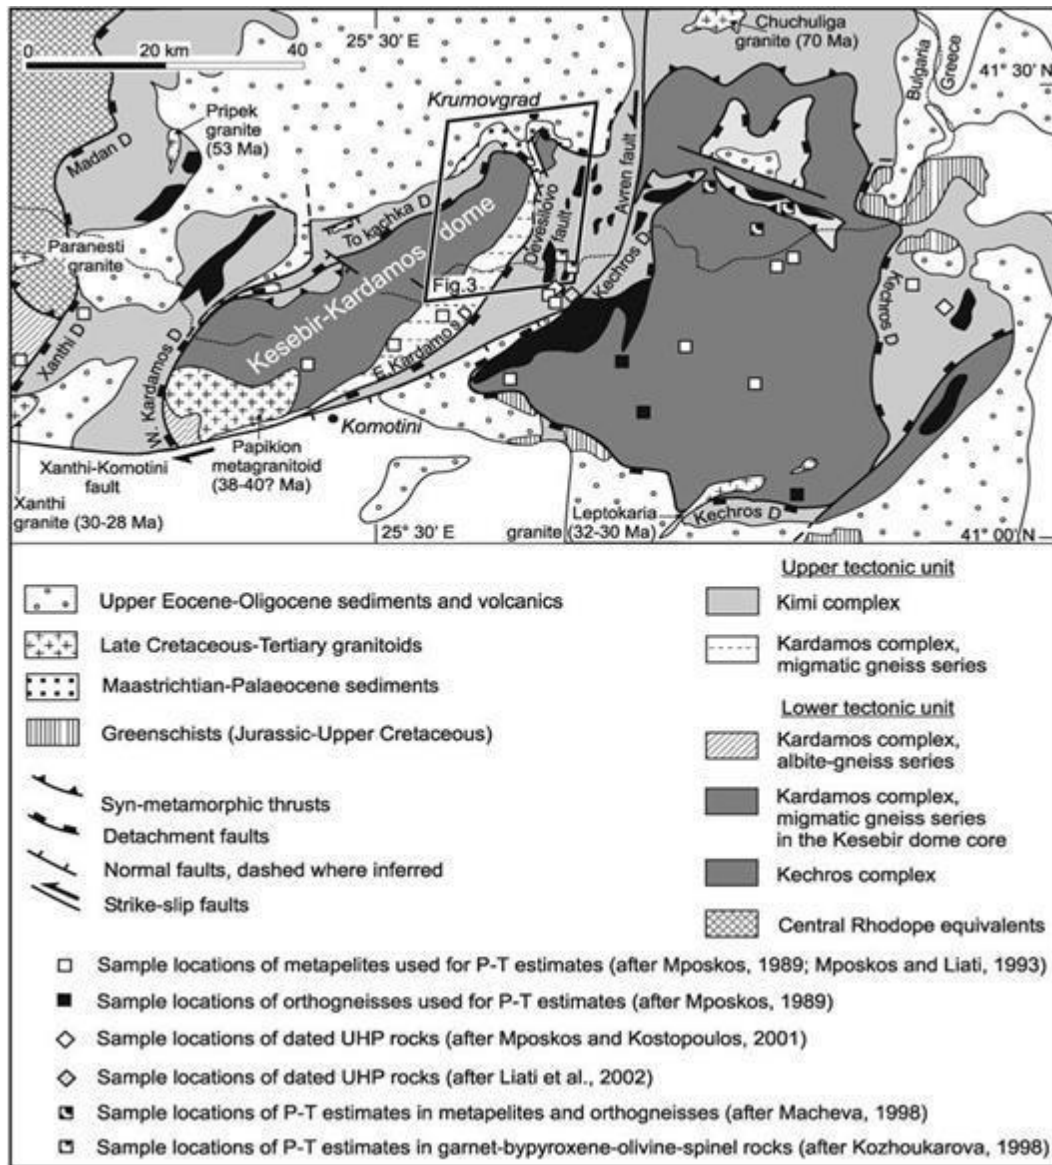 0 20 km 40
25° 30' E
Chuchuliga
granite (70 Ma)
Bulgaria
Greece
41° 30' N
Pripek
granite
(53 Ma)
Krumovgrad
Madan D
Avren fault
To kachka D
Devesilovo
fault
Paranesti
granite
Kesebir-Kardamos dome
Fig.3
Kechros D
Kechros D
Xanthi D
W. Kardamos D
E. Kardamos D
Komotini
Xanthi-Komotini
fault
Papikion
metagranitoid
(38-40? Ma)
Xanthi
granite (30-28 Ma)
25° 30' E
Leptokaria
granite (32-30 Ma)
Kechros D
41° 00' N
Upper Eocene-Oligocene sediments and volcanics
Late Cretaceous-Tertiary granitoids
Maastrichtian-Palaeocene sediments
Greenschists (Jurassic-Upper Cretaceous)
Syn-metamorphic thrusts
Detachment faults
Normal faults, dashed where inferred
Strike-slip faults
Upper tectonic unit
Kimi complex
Kardamos complex,
migmatic gneiss series
Lower tectonic unit
Kardamos complex,
albite-gneiss series
Kardamos complex,
migmatic gneiss series
in the Kesebir dome core
Kechros complex
Central Rhodope equivalents
Sample locations of metapelites used for P-T estimates (after Mposkos, 1989; Mposkos and Liati, 1993)
Sample locations of orthogneisses used for P-T estimates (after Mposkos, 1989)
Sample locations of dated UHP rocks (after Mposkos and Kostopoulos, 2001)
Sample locations of dated UHP rocks (after Liati et al., 2002)
Sample locations of P-T estimates in metapelites and orthogneisses (after Macheva, 1998)
Sample locations of P-T estimates in garnet-bypyroxene-olivine-spinel rocks (after Kozhoukarova, 1998)